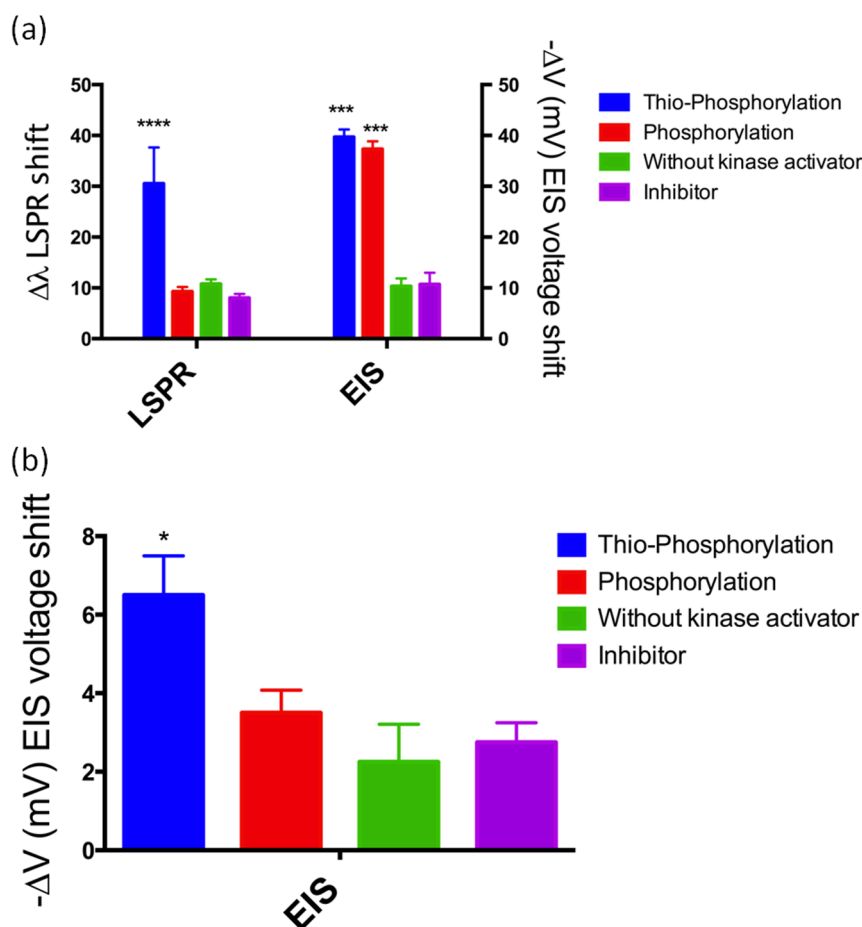 (a)
Δλ LSPR shift
50
40
30
20
10
0
****
***
***
LSPR
EIS
50
40
30
20
10
0
-ΔV (mV) EIS voltage shift
Thio-Phosphorylation
Phosphorylation
Without kinase activator
Inhibitor
(b)
-ΔV (mV) EIS voltage shift
8
6
4
2
0
*
EIS
Thio-Phosphorylation
Phosphorylation
Without kinase activator
Inhibitor